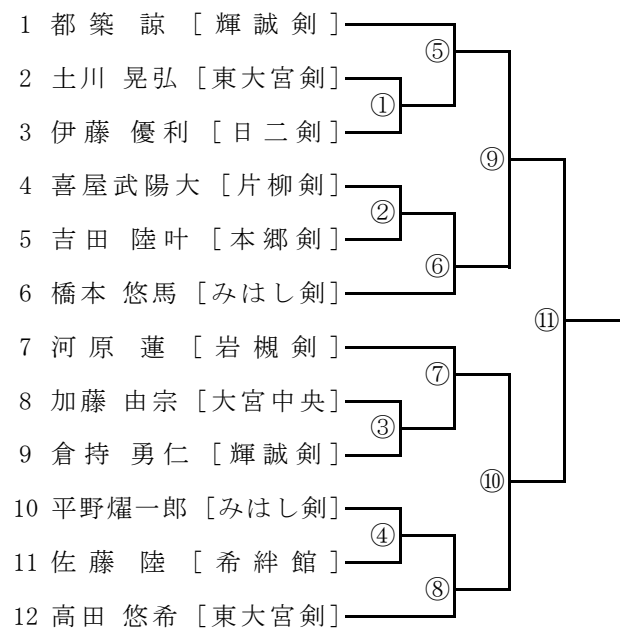 1 都築 諒 [輝誠剣]
⑤
2 土川 晃弘 [東大宮剣]
①
3 伊藤 優利 [日二剣]
⑨
4 喜屋武陽大 [片柳剣]
②
5 吉田 陸叶 [本郷剣]
⑥
6 橋本 悠馬 [みはし剣]
⑪
7 河原 蓮 [岩槻剣]
⑦
8 加藤 由宗 [大宮中央]
③
9 倉持 勇仁 [輝誠剣]
⑩
10 平野燿一郎 [みはし剣]
④
11 佐藤 陸 [希絆館]
⑧
12 高田 悠希 [東大宮剣]